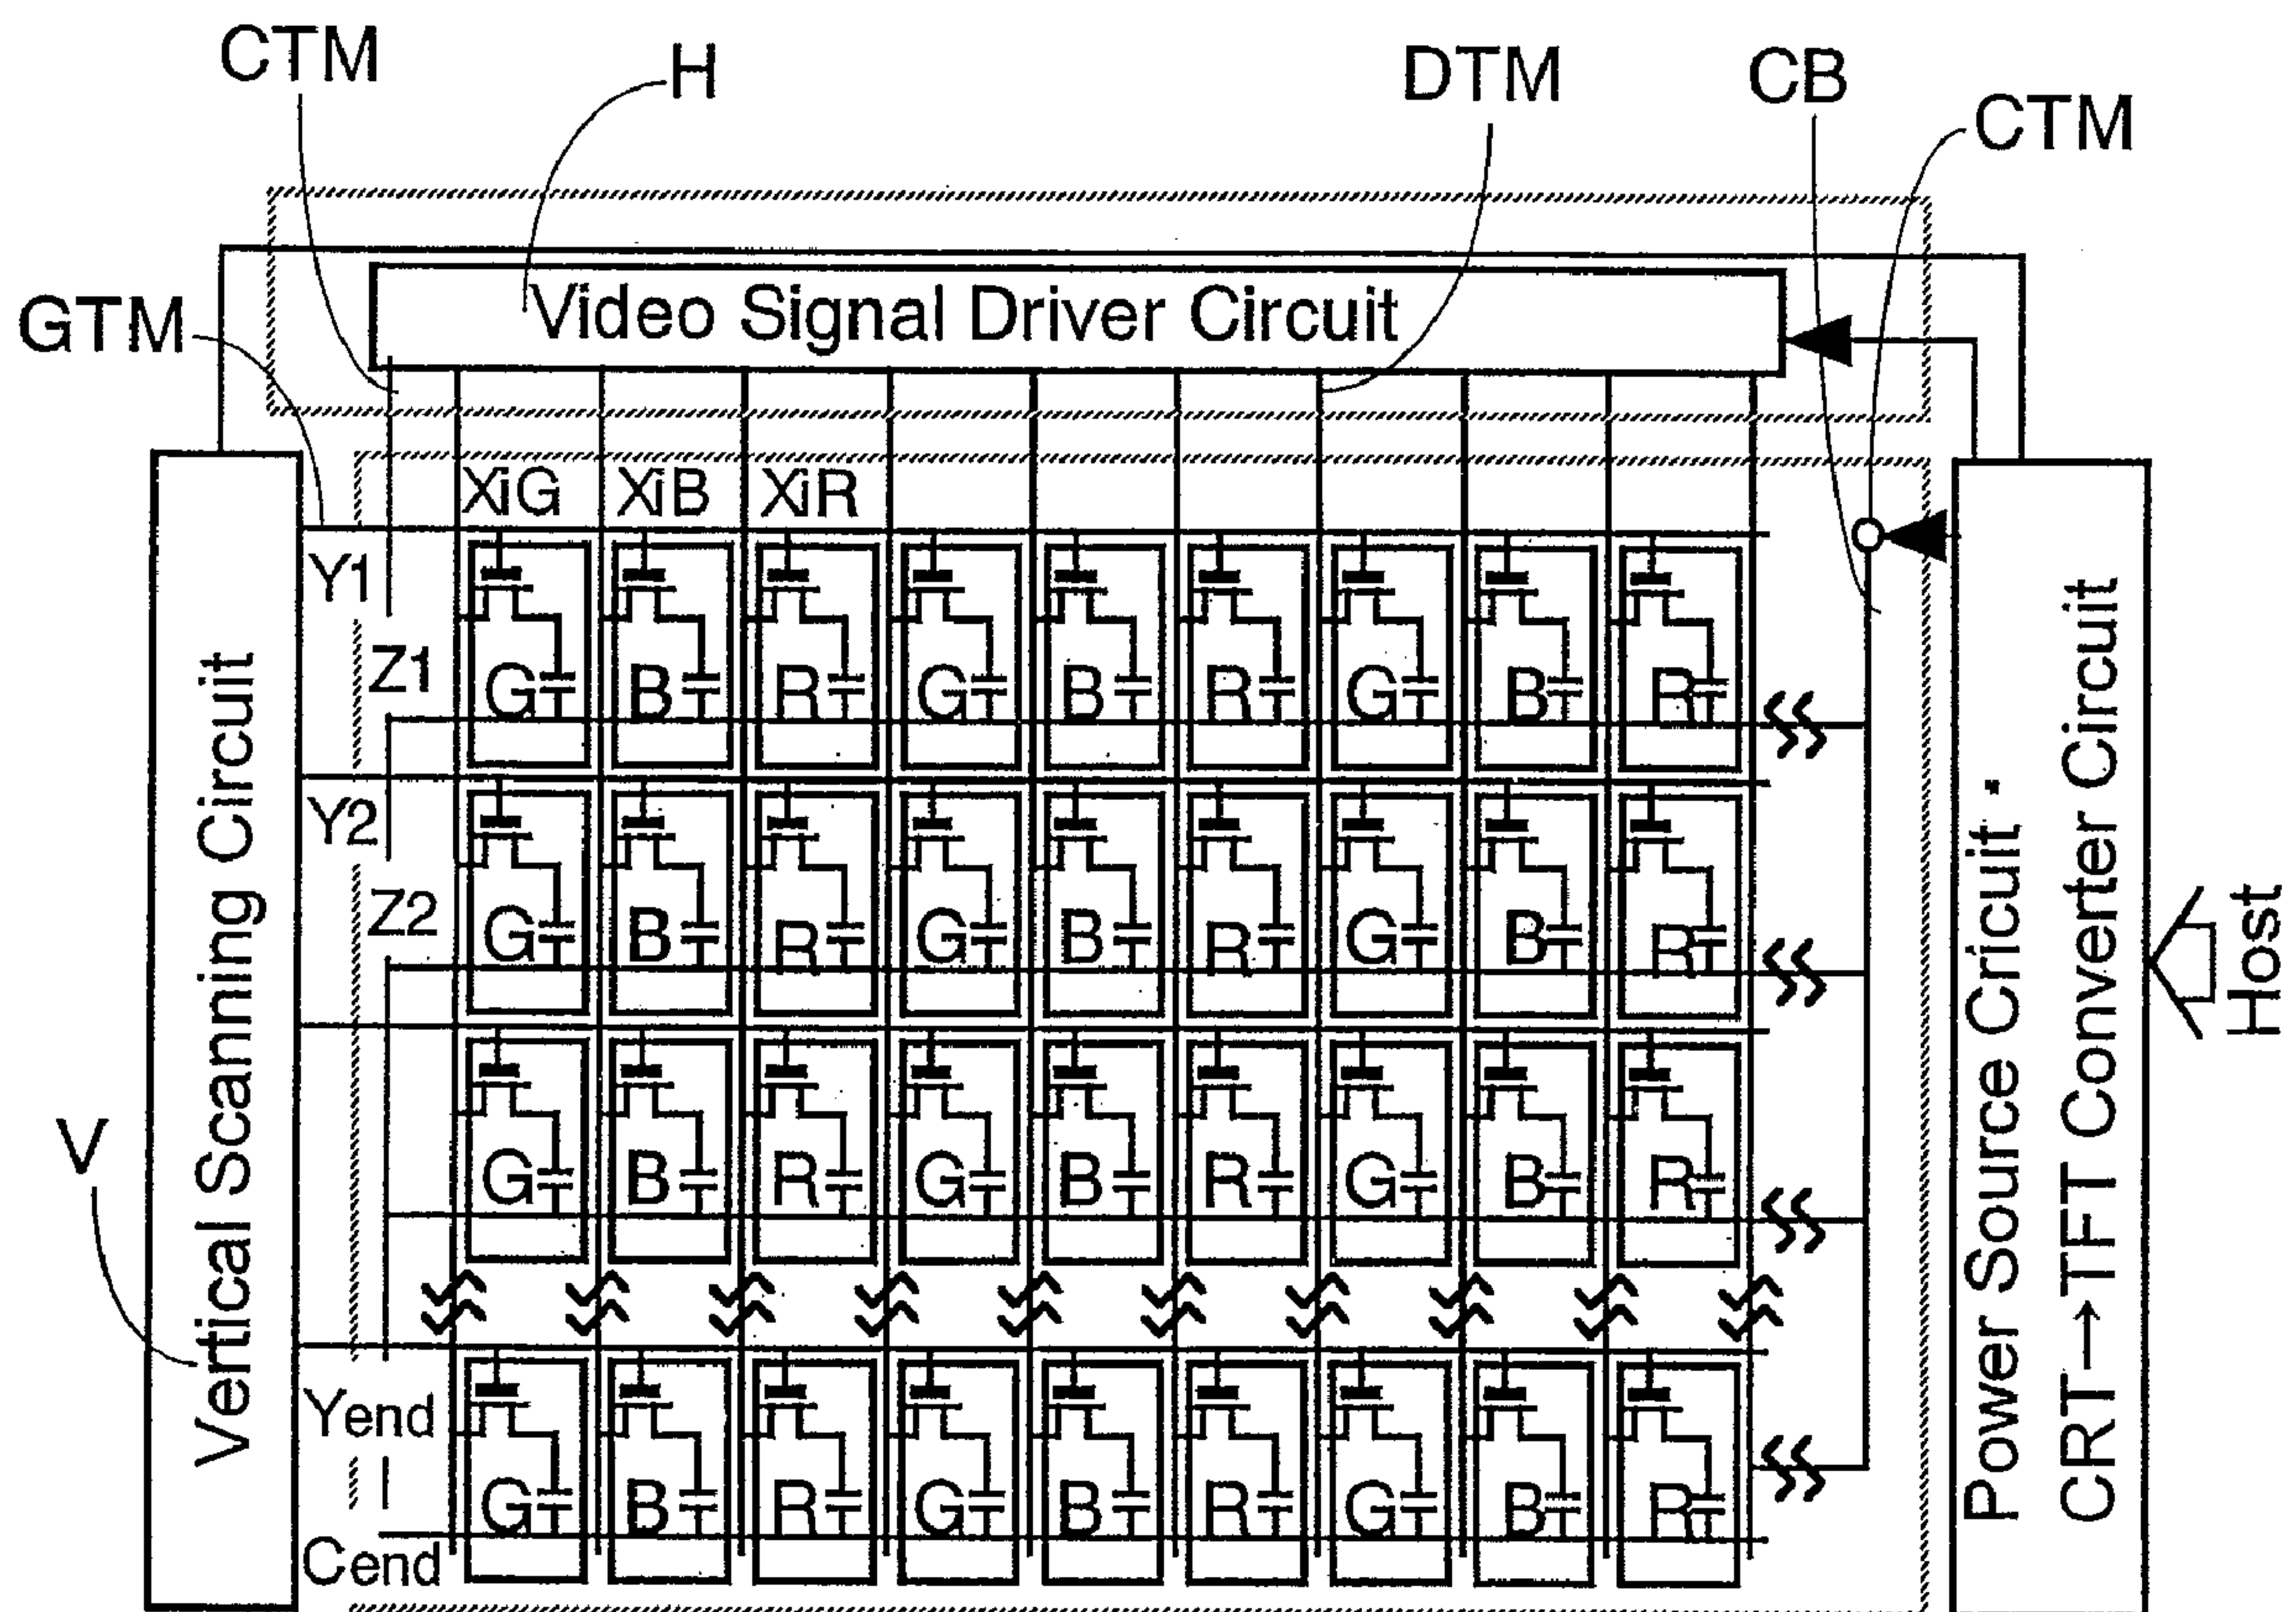 CTM
H
DTM
CB
CTM
GTM
Video Signal Driver Circuit
XiG XiB XiR
Y1
Z1
G B R G B R G B R
Y2
Z2
G B R G B R G B R
G B R G B R G B R
Yend
G B R G B R G B R
Cend
V
Vertical Scanning Circuit
Power Source Cricuit ·
CRT→TFT Converter Circuit
Host